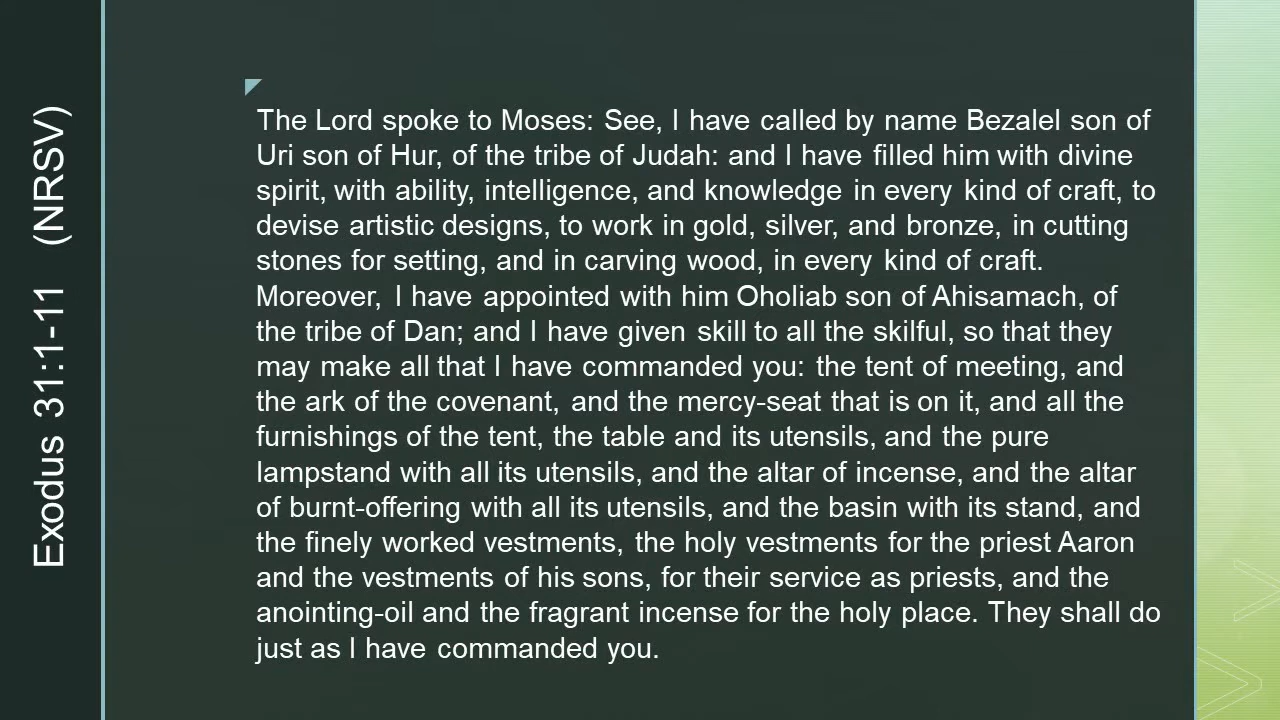 Exodus 31:1-11 (NRSV)
The Lord spoke to Moses: See, I have called by name Bezalel son of
Uri son of Hur, of the tribe of Judah: and I have filled him with divine
spirit, with ability, intelligence, and knowledge in every kind of craft, to
devise artistic designs, to work in gold, silver, and bronze, in cutting
stones for setting, and in carving wood, in every kind of craft.
Moreover, I have appointed with him Oholiab son of Ahisamach, of
the tribe of Dan; and I have given skill to all the skilful, so that they
may make all that I have commanded you: the tent of meeting, and
the ark of the covenant, and the mercy-seat that is on it, and all the
furnishings of the tent, the table and its utensils, and the pure
lampstand with all its utensils, and the altar of incense, and the altar
of burnt-offering with all its utensils, and the basin with its stand, and
the finely worked vestments, the holy vestments for the priest Aaron
and the vestments of his sons, for their service as priests, and the
anointing-oil and the fragrant incense for the holy place. They shall do
just as I have commanded you.